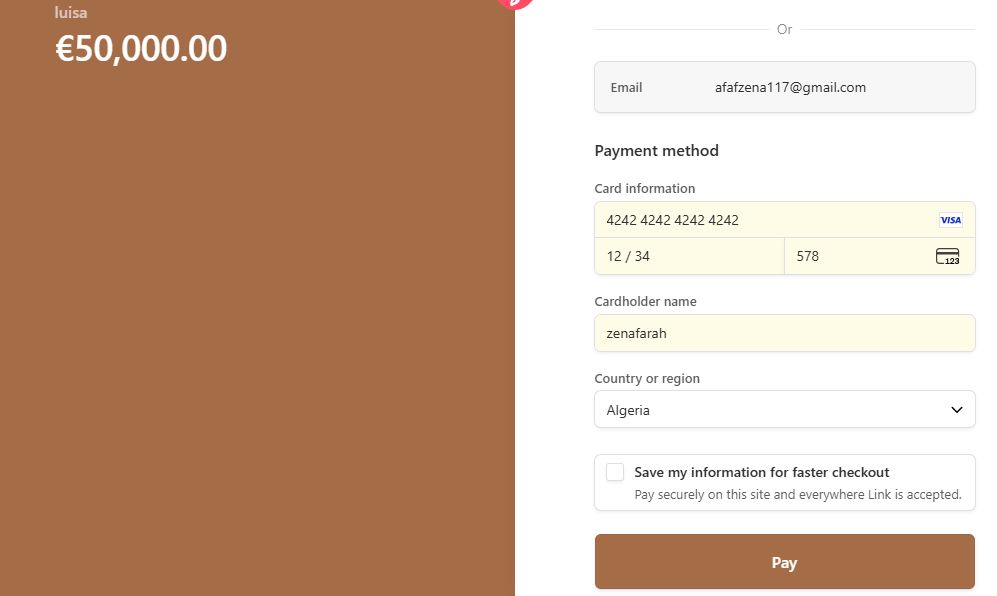 luisa
€50,000.00
Or
Email afafzena117@gmail.com
Payment method
Card information
4242 4242 4242 4242 VISA
12 / 34 578 123
Cardholder name
zenafarah
Country or region
Algeria
Save my information for faster checkout
Pay securely on this site and everywhere Link is accepted.
Pay